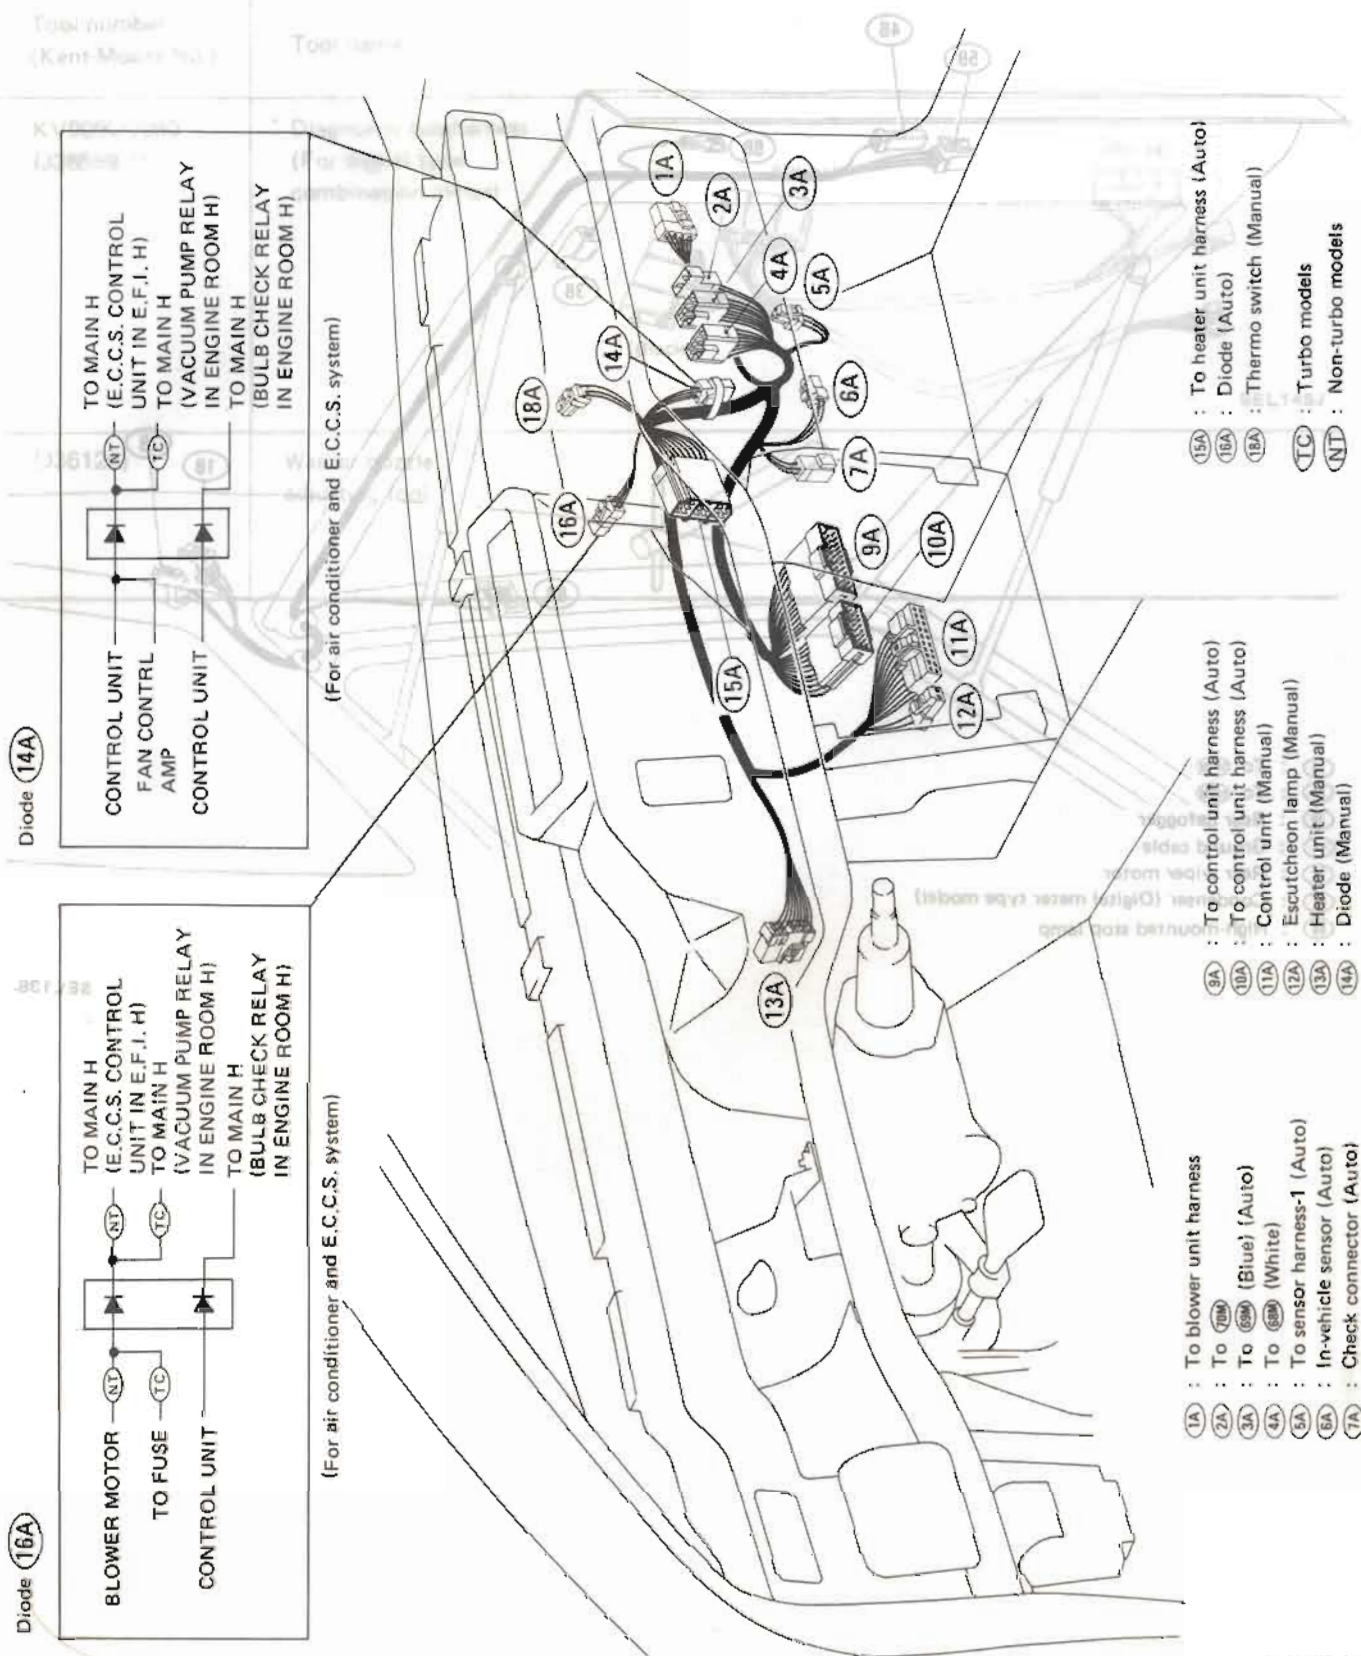 Diode 16A
BLOWER MOTOR
NT
TO FUSE
TC
CONTROL UNIT
NT
TC
TO MAIN H
(E.C.C.S. CONTROL
UNIT IN E.F.I. H)
TO MAIN H
(VACUUM PUMP RELAY
IN ENGINE ROOM H)
TO MAIN H
(BULB CHECK RELAY
IN ENGINE ROOM H)
(For air conditioner and E.C.C.S. system)
Diode 14A
CONTROL UNIT
FAN CONTRL
AMP
CONTROL UNIT
NT
TC
TO MAIN H
(E.C.C.S. CONTROL
UNIT IN E.F.I. H)
TO MAIN H
(VACUUM PUMP RELAY
IN ENGINE ROOM H)
TO MAIN H
(BULB CHECK RELAY
IN ENGINE ROOM H)
(For air conditioner and E.C.C.S. system)
13A
15A
16A
18A
14A
1A
2A
3A
4A
5A
6A
7A
9A
10A
11A
12A
1A : To blower unit harness
2A : To 70M
3A : To 69M (Blue) (Auto)
4A : To 68M (White)
5A : To sensor harness-1 (Auto)
6A : In-vehicle sensor (Auto)
7A : Check connector (Auto)
9A : To control unit harness (Auto)
10A : To control unit harness (Auto)
11A : Control unit (Manual)
12A : Escutcheon lamp (Manual)
13A : Heater unit (Manual)
14A : Diode (Manual)
15A : To heater unit harness (Auto)
16A : Diode (Auto)
18A : Thermo switch (Manual)
TC : Turbo models
NT : Non-turbo models